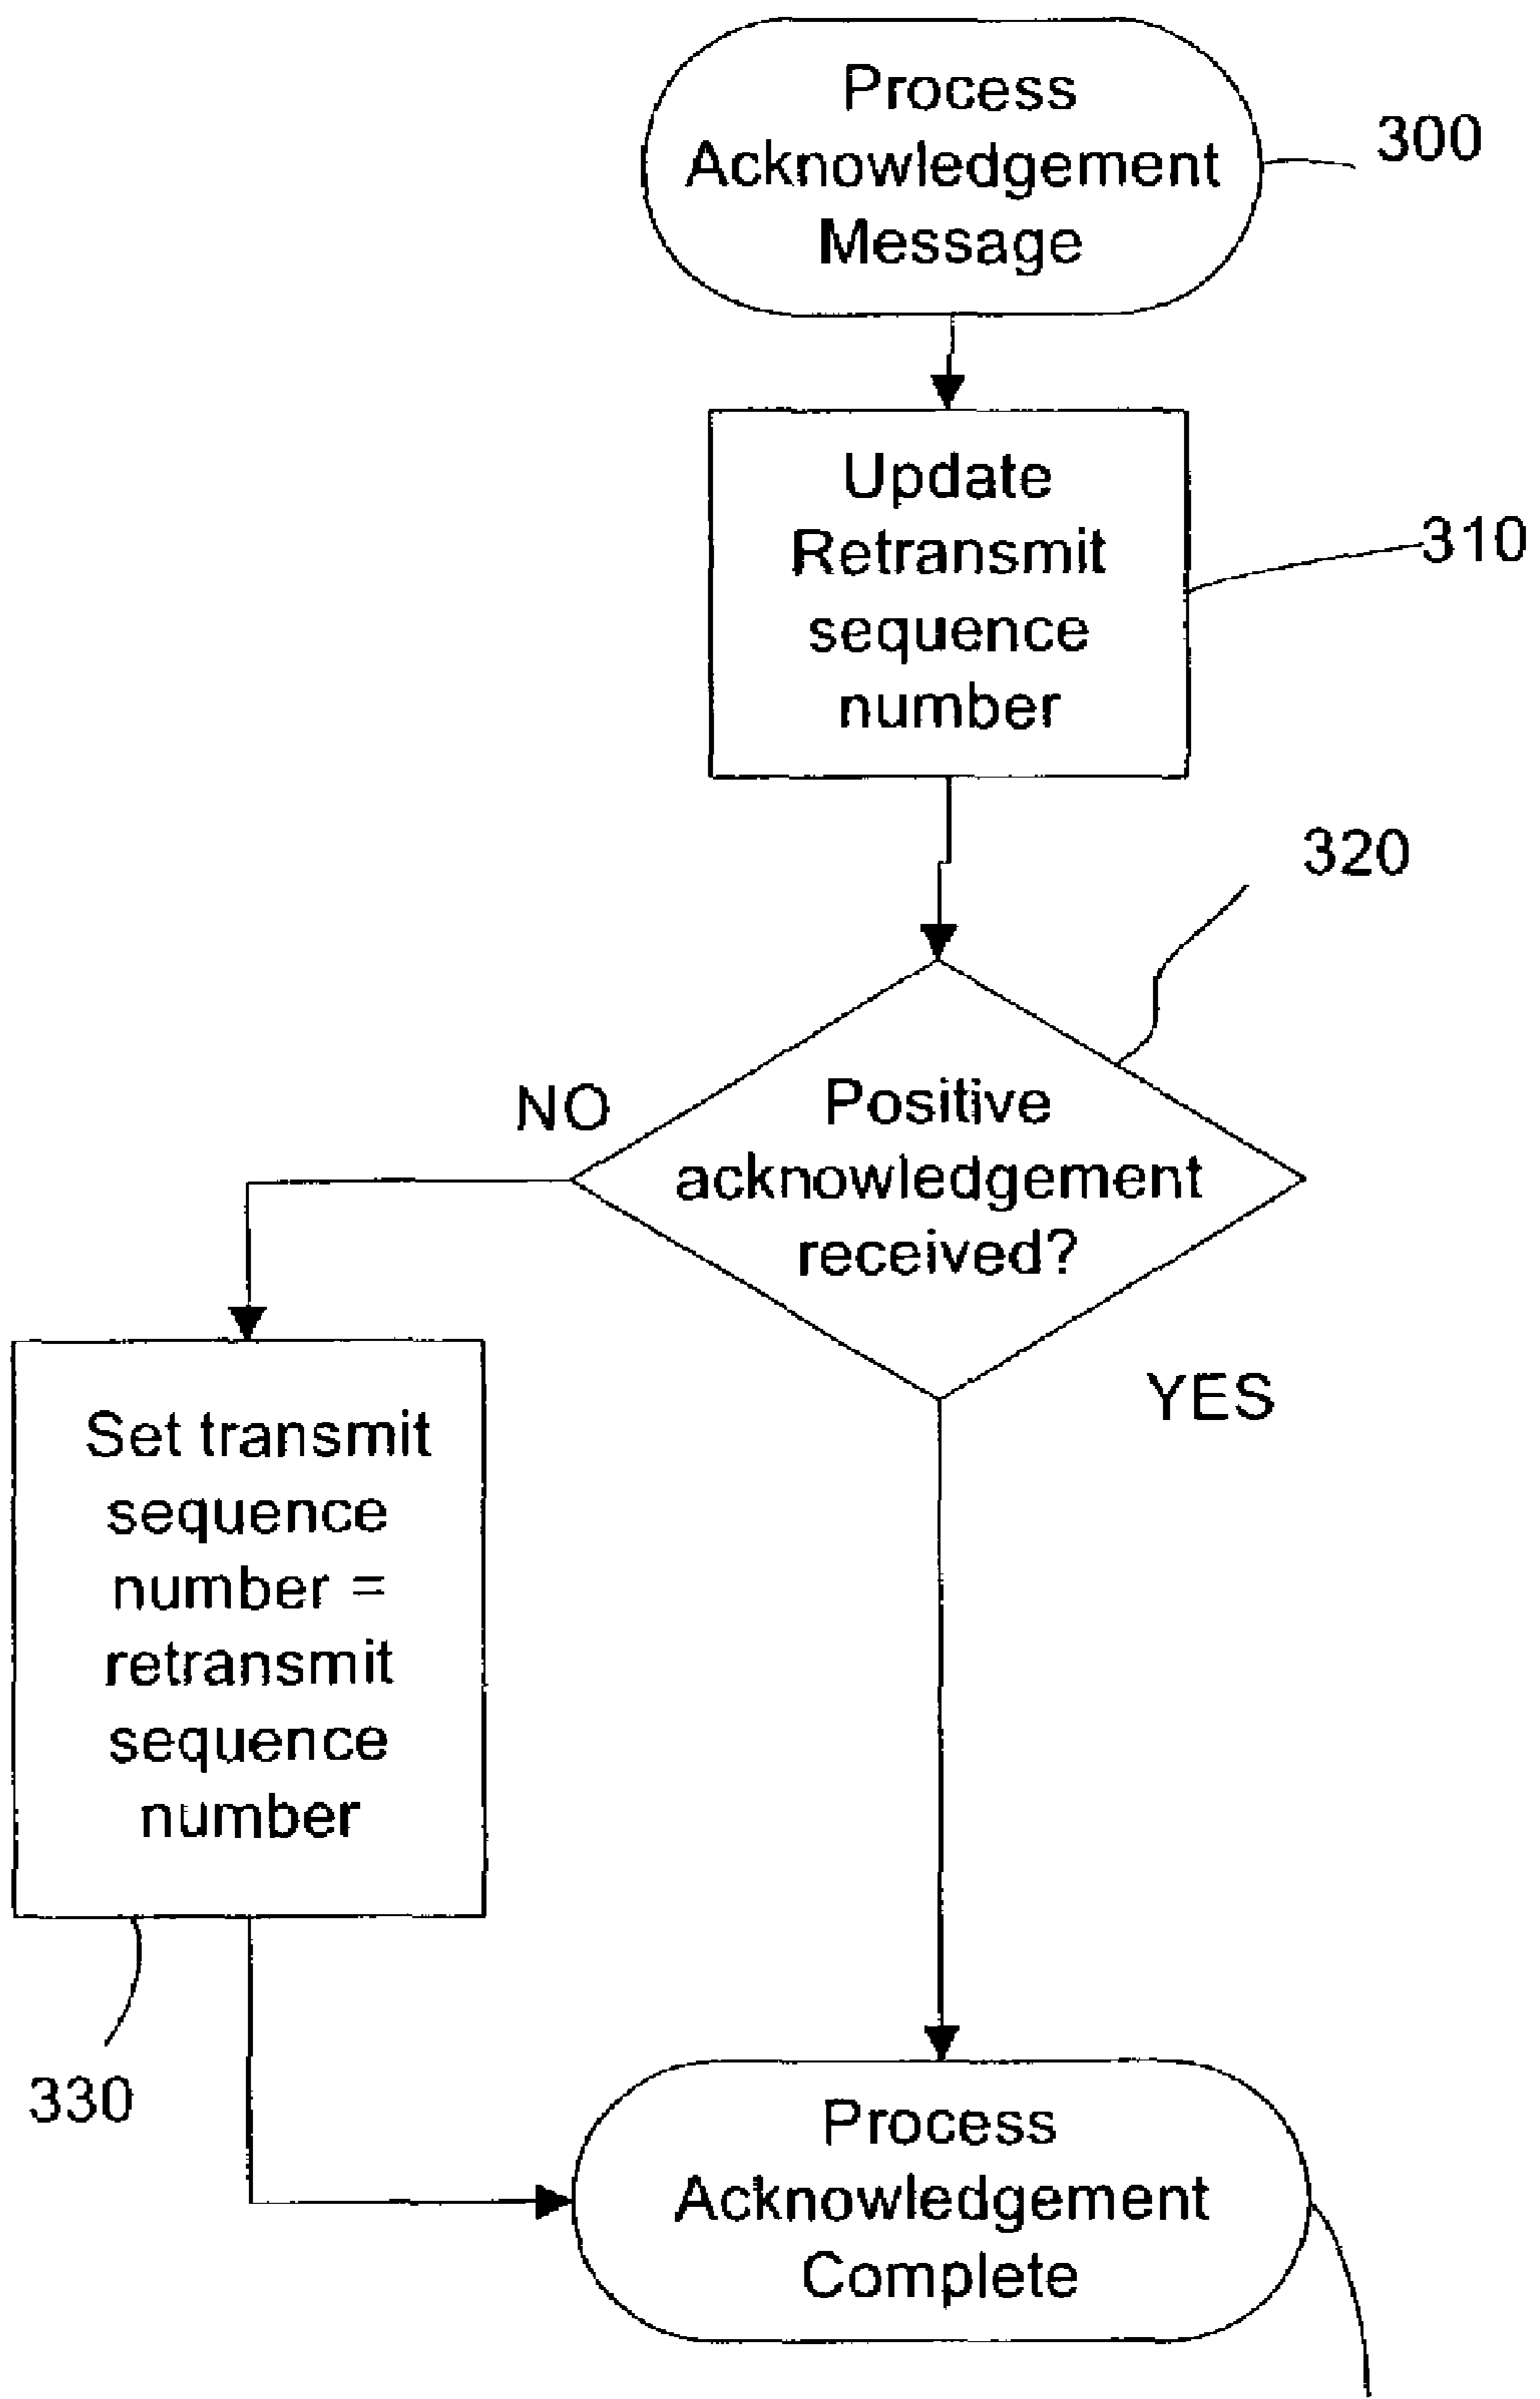 Process
Acknowledgement
Message
300
Update
Retransmit
sequence
number
310
320
Positive
acknowledgement
received?
NO
YES
Set transmit
sequence
number =
retransmit
sequence
number
330
Process
Acknowledgement
Complete